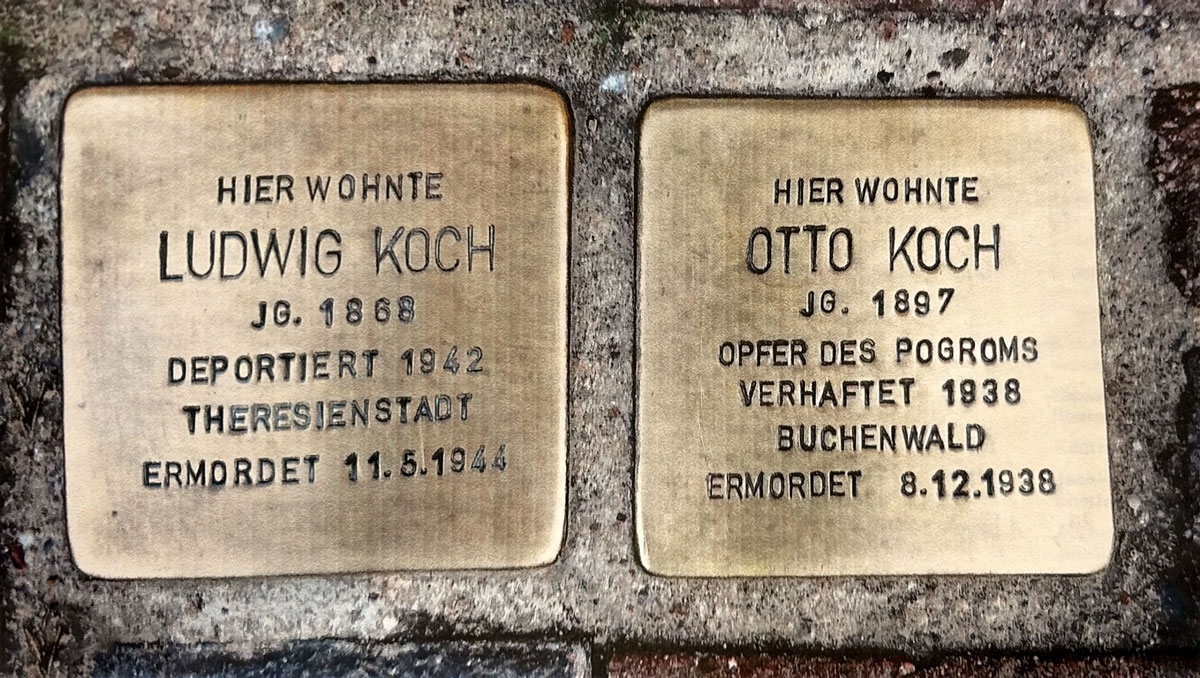 HIER WOHNTE
LUDWIG KOCH
JG. 1868
DEPORTIERT 1942
THERESIENSTADT
ERMORDET 11.5.1944
HIER WOHNTE
OTTO KOCH
JG. 1897
OPFER DES POGROMS
VERHAFTET 1938
BUCHENWALD
ERMORDET 8.12.1938